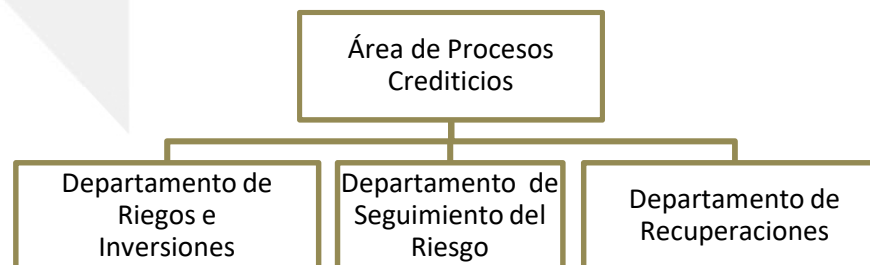 Área de Procesos
Crediticios
Departamento de
Riegos e
Inversiones
Departamento de
Seguimiento del
Riesgo
Departamento de
Recuperaciones